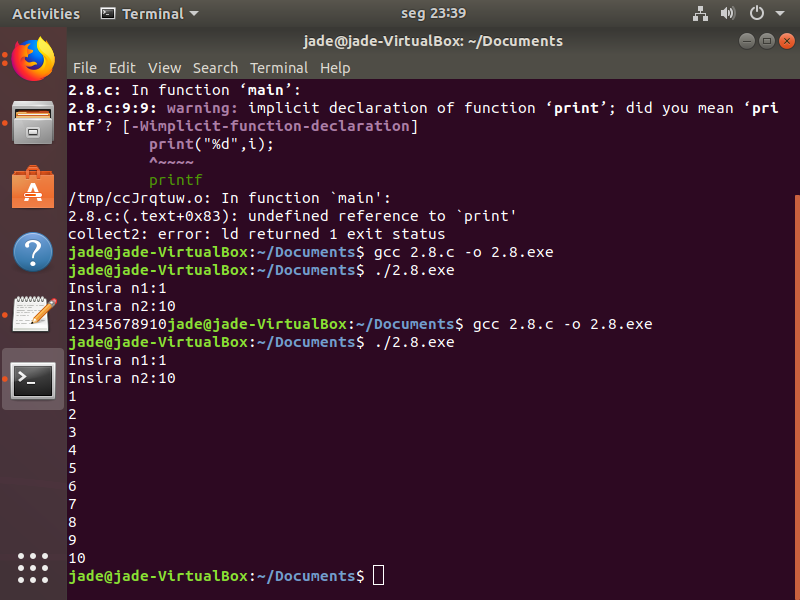 Activities Terminal seg 23:39
jade@jade-VirtualBox: ~/Documents
File Edit View Search Terminal Help
2.8.c: In function ‘main’:
2.8.c:9:9: warning: implicit declaration of function ‘print’; did you mean ‘pri
ntf’? [-Wimplicit-function-declaration]
print("%d",i);
^~~~~
printf
/tmp/ccJrqtuw.o: In function `main':
2.8.c:(.text+0x83): undefined reference to `print'
collect2: error: ld returned 1 exit status
jade@jade-VirtualBox:~/Documents$ gcc 2.8.c -o 2.8.exe
jade@jade-VirtualBox:~/Documents$ ./2.8.exe
Insira n1:1
Insira n2:10
12345678910jade@jade-VirtualBox:~/Documents$ gcc 2.8.c -o 2.8.exe
jade@jade-VirtualBox:~/Documents$ ./2.8.exe
Insira n1:1
Insira n2:10
1
2
3
4
5
6
7
8
9
10
jade@jade-VirtualBox:~/Documents$